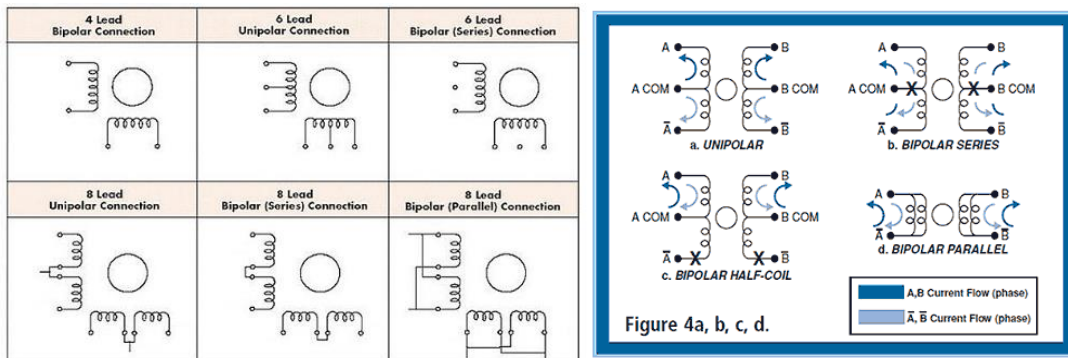 4 Lead
Bipolar Connection
6 Lead
Unipolar Connection
6 Lead
Bipolar (Series) Connection
8 Lead
Unipolar Connection
8 Lead
Bipolar (Series) Connection
8 Lead
Bipolar (Parallel) Connection
A
B
A COM
B COM
A̅
B̅
a. UNIPOLAR
A
B
A COM
X
X
B COM
A̅
B̅
b. BIPOLAR SERIES
A
B
A COM
B COM
A̅
X
X
B̅
c. BIPOLAR HALF-COIL
A
B
A̅
B̅
d. BIPOLAR PARALLEL
A,B Current Flow (phase)
A̅, B̅ Current Flow (phase)
Figure 4a, b, c, d.